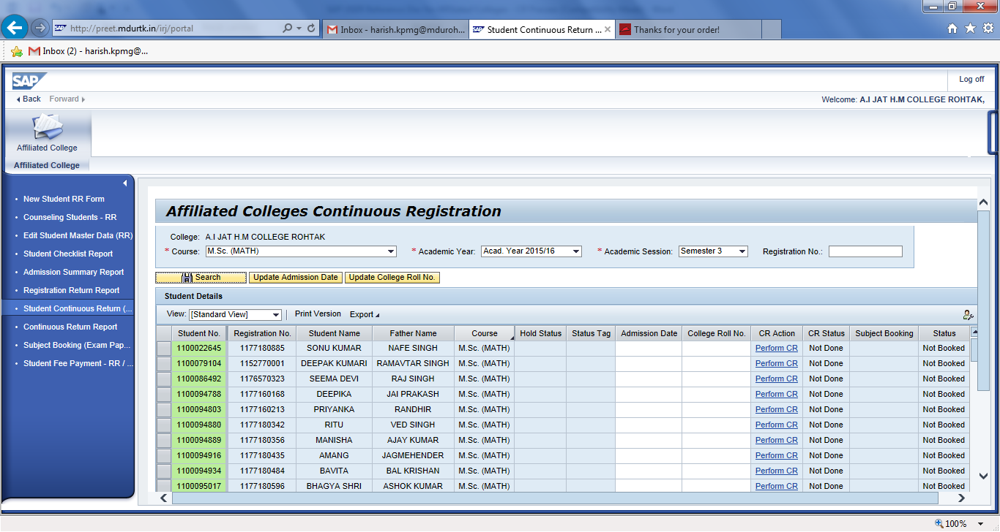 http://preet.mdurtk.in/irj/portal
Inbox - harish.kpmg@mduroh...
Student Continuous Return ...
Thanks for your order!
Inbox (2) - harish.kpmg@...
SAP
Log off
Back Forward
Welcome: A.I JAT H.M COLLEGE ROHTAK,
Affiliated College
Affiliated College
New Student RR Form
Counseling Students - RR
Edit Student Master Data (RR)
Student Checklist Report
Admission Summary Report
Registration Return Report
Student Continuous Return (...
Continuous Return Report
Subject Booking (Exam Pap...
Student Fee Payment - RR / ...
Affiliated Colleges Continuous Registration
College: A.I JAT H.M COLLEGE ROHTAK
* Course: M.Sc. (MATH) * Academic Year: Acad. Year 2015/16 * Academic Session: Semester 3 Registration No.:
Search Update Admission Date Update College Roll No.
Student Details
View: [Standard View] Print Version Export
Student No. Registration No. Student Name Father Name Course Hold Status Status Tag Admission Date College Roll No. CR Action CR Status Subject Booking Status
1100022645 1177180885 SONU KUMAR NAFE SINGH M.Sc. (MATH) Perform CR Not Done Not Booked
1100079104 1152770001 DEEPAK KUMARI RAMAVTAR SINGH M.Sc. (MATH) Perform CR Not Done Not Booked
1100086492 1176570323 SEEMA DEVI RAJ SINGH M.Sc. (MATH) Perform CR Not Done Not Booked
1100094788 1177160168 DEEPIKA JAI PRAKASH M.Sc. (MATH) Perform CR Not Done Not Booked
1100094803 1177160213 PRIYANKA RANDHIR M.Sc. (MATH) Perform CR Not Done Not Booked
1100094880 1177180342 RITU VED SINGH M.Sc. (MATH) Perform CR Not Done Not Booked
1100094889 1177180356 MANISHA AJAY KUMAR M.Sc. (MATH) Perform CR Not Done Not Booked
1100094916 1177180435 AMANG JAGMEHENDER M.Sc. (MATH) Perform CR Not Done Not Booked
1100094934 1177180484 BAVITA BAL KRISHAN M.Sc. (MATH) Perform CR Not Done Not Booked
1100095017 1177180596 BHAGYA SHRI ASHOK KUMAR M.Sc. (MATH) Perform CR Not Done Not Booked
100%